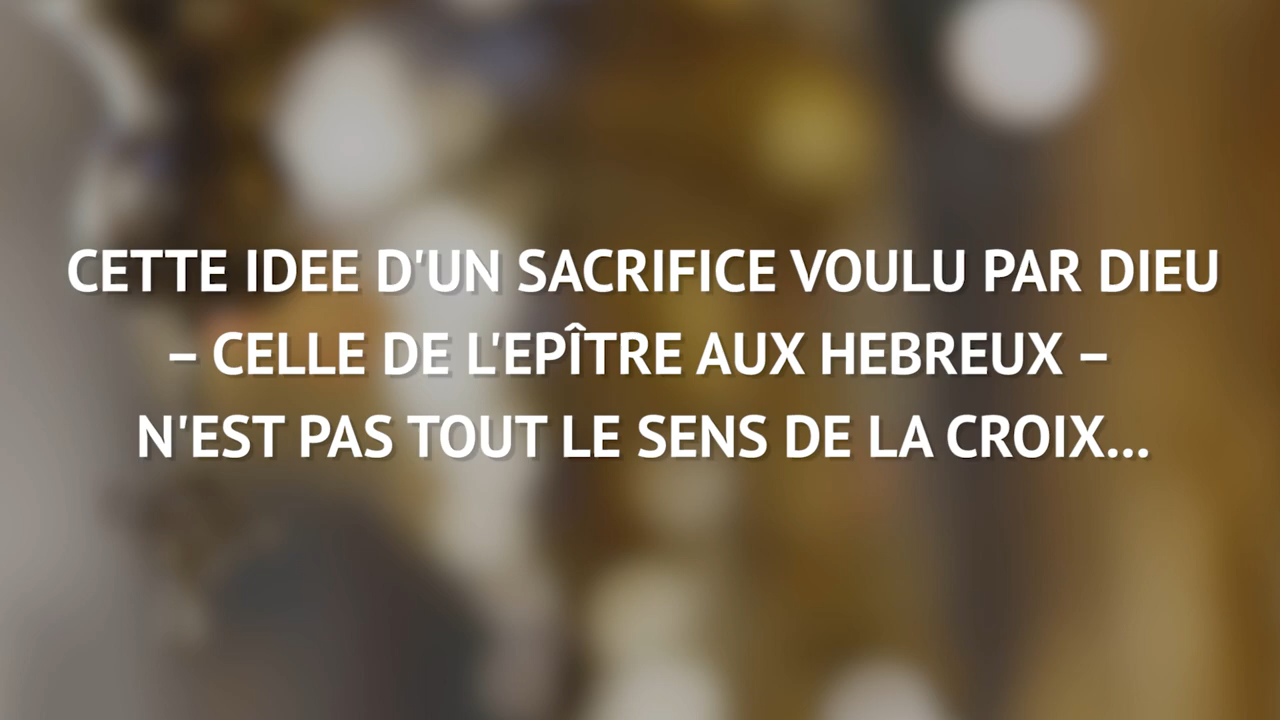 CETTE IDEE D'UN SACRIFICE VOULU PAR DIEU
– CELLE DE L'EPÎTRE AUX HEBREUX –
N'EST PAS TOUT LE SENS DE LA CROIX...